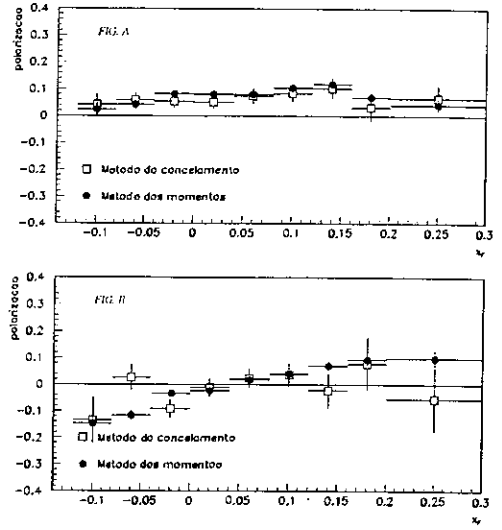 polarizacao
FIG. A
0.4
0.3
0.2
0.1
0
-0.1
-0.2
-0.3
-0.4
Metodo do cancelamento
Metodo dos momentos
-0.1 -0.05 0 0.05 0.1 0.15 0.2 0.25 0.3
x_F
polarizacao
FIG. B
0.4
0.3
0.2
0.1
0
-0.1
-0.2
-0.3
-0.4
Metodo do cancelamento
Metodo dos momentos
-0.1 -0.05 0 0.05 0.1 0.15 0.2 0.25 0.3
x_F